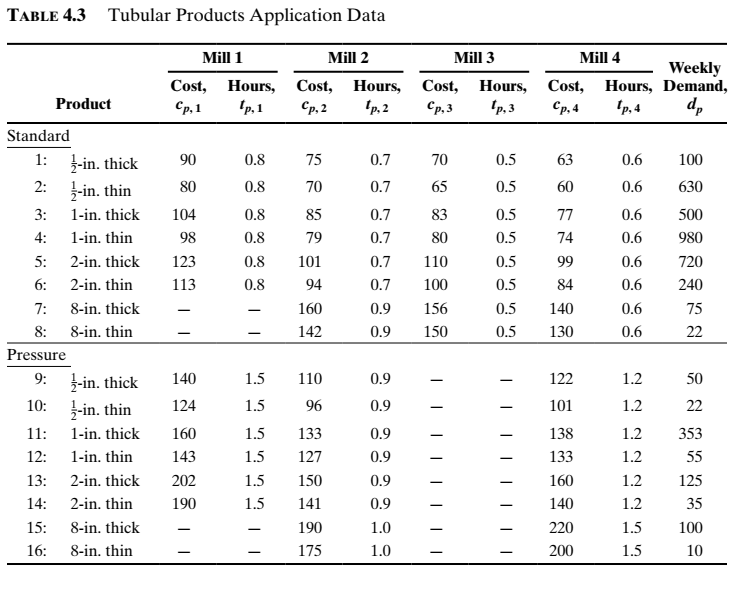 TABLE 4.3 Tubular Products Application Data
Mill 1 Mill 2 Mill 3 Mill 4 Weekly
Cost, Hours, Cost, Hours, Cost, Hours, Cost, Hours, Demand,
Product c_{p,1} t_{p,1} c_{p,2} t_{p,2} c_{p,3} t_{p,3} c_{p,4} t_{p,4} d_p
Standard
1: ½-in. thick 90 0.8 75 0.7 70 0.5 63 0.6 100
2: ½-in. thin 80 0.8 70 0.7 65 0.5 60 0.6 630
3: 1-in. thick 104 0.8 85 0.7 83 0.5 77 0.6 500
4: 1-in. thin 98 0.8 79 0.7 80 0.5 74 0.6 980
5: 2-in. thick 123 0.8 101 0.7 110 0.5 99 0.6 720
6: 2-in. thin 113 0.8 94 0.7 100 0.5 84 0.6 240
7: 8-in. thick — — 160 0.9 156 0.5 140 0.6 75
8: 8-in. thin — — 142 0.9 150 0.5 130 0.6 22
Pressure
9: ½-in. thick 140 1.5 110 0.9 — — 122 1.2 50
10: ½-in. thin 124 1.5 96 0.9 — — 101 1.2 22
11: 1-in. thick 160 1.5 133 0.9 — — 138 1.2 353
12: 1-in. thin 143 1.5 127 0.9 — — 133 1.2 55
13: 2-in. thick 202 1.5 150 0.9 — — 160 1.2 125
14: 2-in. thin 190 1.5 141 0.9 — — 140 1.2 35
15: 8-in. thick — — 190 1.0 — — 220 1.5 100
16: 8-in. thin — — 175 1.0 — — 200 1.5 10